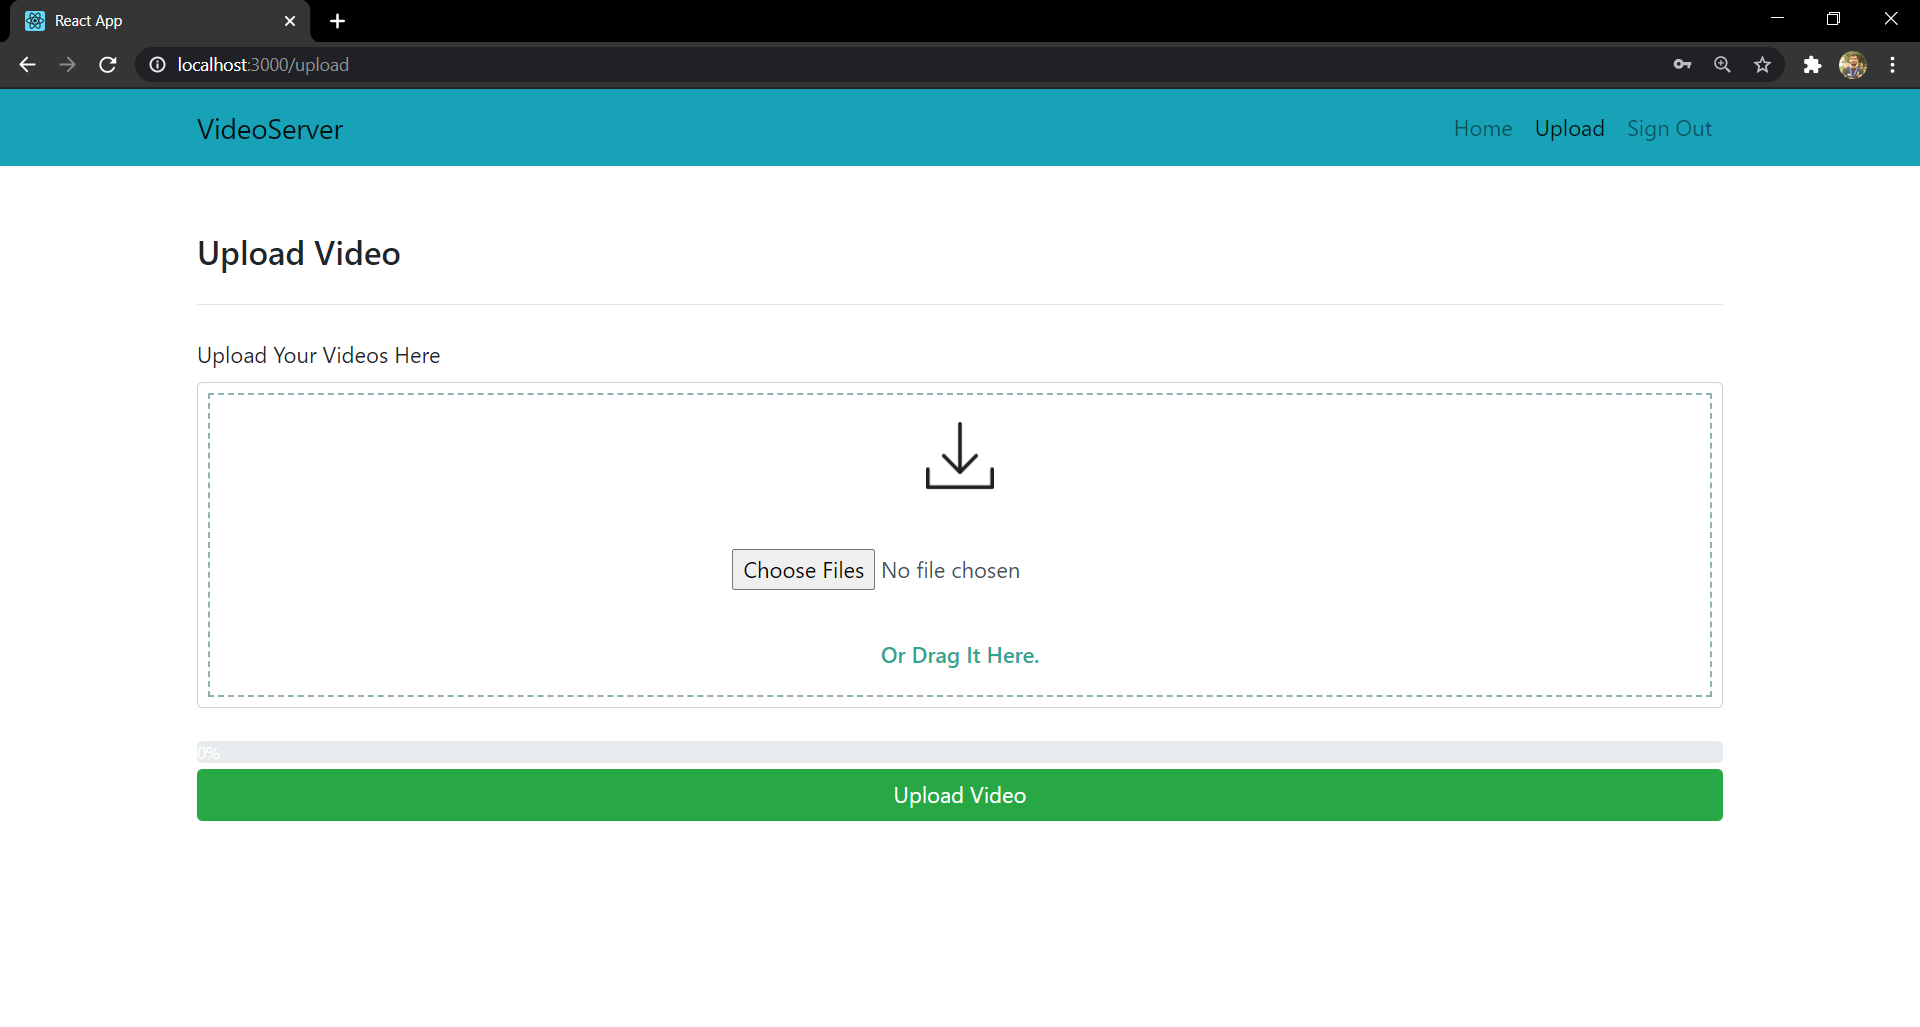 React App
localhost:3000/upload
VideoServer
Home Upload Sign Out
Upload Video
Upload Your Videos Here
Choose Files No file chosen
Or Drag It Here.
0%
Upload Video